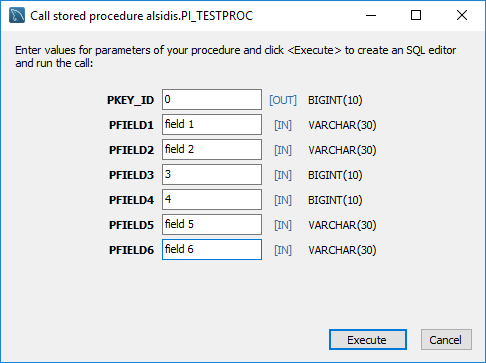 Call stored procedure alsidis.PI_TESTPROC
Enter values for parameters of your procedure and click <Execute> to create an SQL editor
and run the call:
PKEY_ID 0 [OUT] BIGINT(10)
PFIELD1 field 1 [IN] VARCHAR(30)
PFIELD2 field 2 [IN] VARCHAR(30)
PFIELD3 3 [IN] BIGINT(10)
PFIELD4 4 [IN] BIGINT(10)
PFIELD5 field 5 [IN] VARCHAR(30)
PFIELD6 field 6 [IN] VARCHAR(30)
Execute Cancel